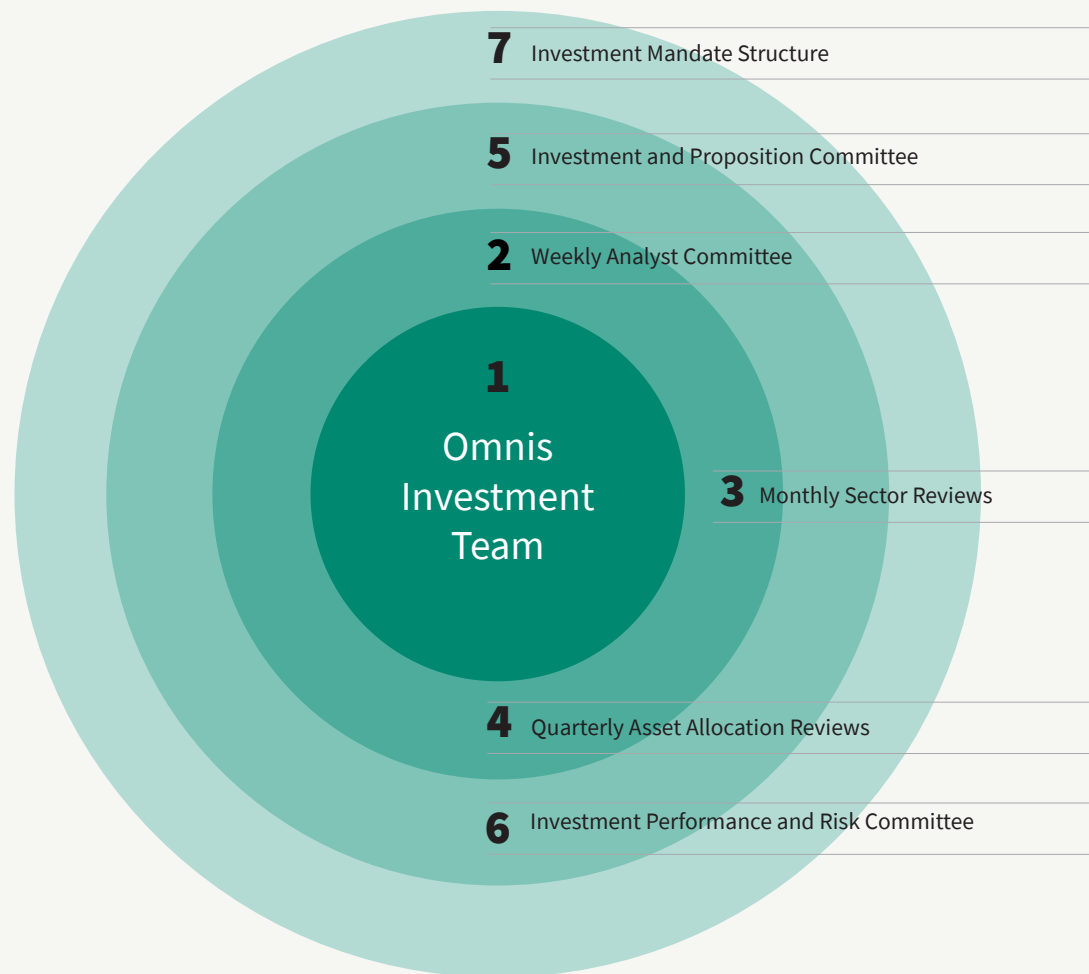 7 Investment Mandate Structure
5 Investment and Proposition Committee
2 Weekly Analyst Committee
1
Omnis
Investment
Team
3 Monthly Sector Reviews
4 Quarterly Asset Allocation Reviews
6 Investment Performance and Risk Committee